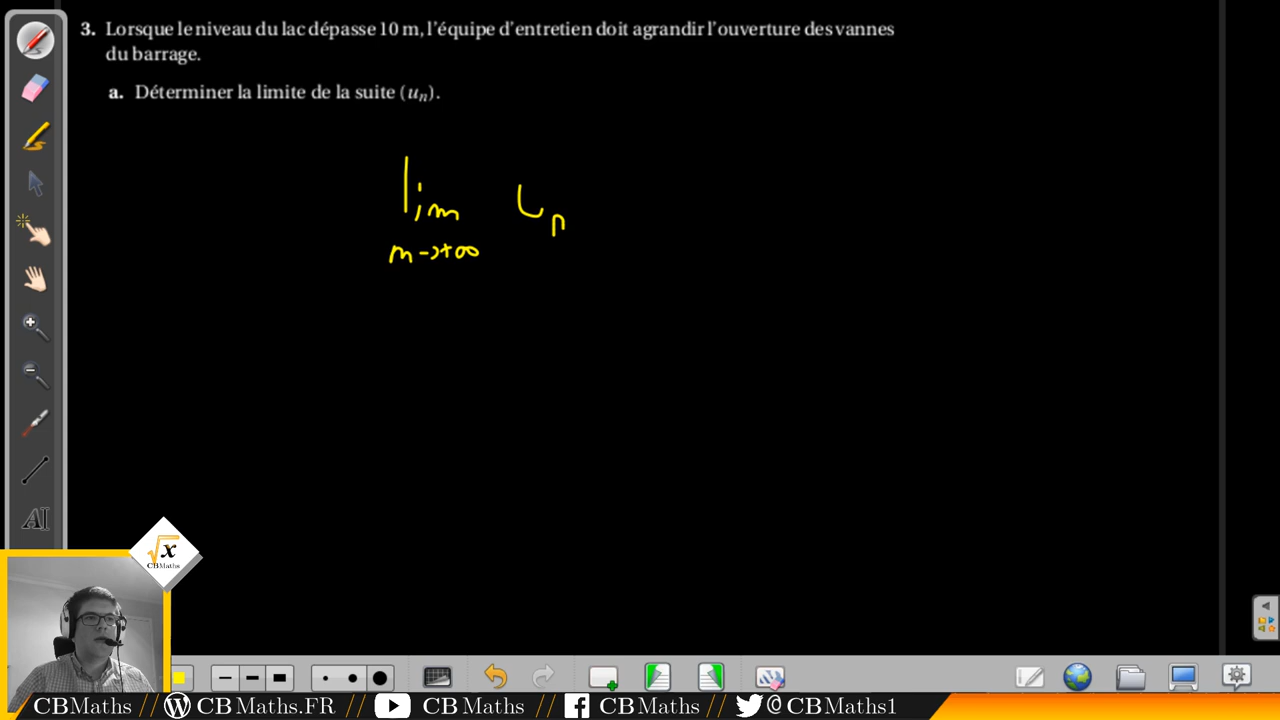 3. Lorsque le niveau du lac dépasse 10 m, l'équipe d'entretien doit agrandir l'ouverture des vannes
du barrage.
a. Déterminer la limite de la suite (uₙ).
lim uₙ
n→+∞
AI
√x
CBMaths
CBMaths // CBMaths.FR // CBMaths // CBMaths // @CBMaths1